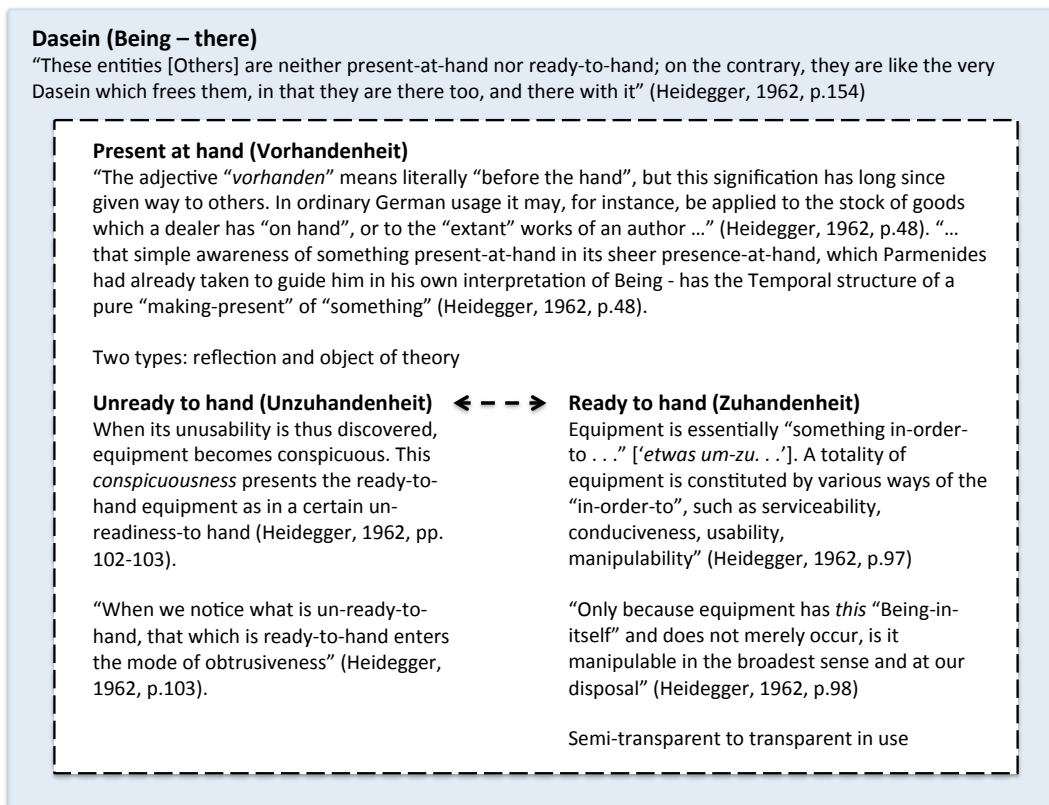 Dasein (Being – there)
“These entities [Others] are neither present-at-hand nor ready-to-hand; on the contrary, they are like the very
Dasein which frees them, in that they are there too, and there with it” (Heidegger, 1962, p.154)
Present at hand (Vorhandenheit)
“The adjective “vorhanden” means literally “before the hand”, but this signification has long since
given way to others. In ordinary German usage it may, for instance, be applied to the stock of goods
which a dealer has “on hand”, or to the “extant” works of an author …” (Heidegger, 1962, p.48). “…
that simple awareness of something present-at-hand in its sheer presence-at-hand, which Parmenides
had already taken to guide him in his own interpretation of Being - has the Temporal structure of a
pure “making-present” of “something” (Heidegger, 1962, p.48).
Two types: reflection and object of theory
Unready to hand (Unzuhandenheit)
When its unusability is thus discovered,
equipment becomes conspicuous. This
conspicuousness presents the ready-to-
hand equipment as in a certain un-
readiness-to hand (Heidegger, 1962, pp.
102-103).
“When we notice what is un-ready-to-
hand, that which is ready-to-hand enters
the mode of obtrusiveness” (Heidegger,
1962, p.103).
Ready to hand (Zuhandenheit)
Equipment is essentially “something in-order-
to . . .” [‘etwas um-zu. . .’]. A totality of
equipment is constituted by various ways of the
“in-order-to”, such as serviceability,
conduciveness, usability,
manipulability” (Heidegger, 1962, p.97)
“Only because equipment has this “Being-in-
itself” and does not merely occur, is it
manipulable in the broadest sense and at our
disposal” (Heidegger, 1962, p.98)
Semi-transparent to transparent in use